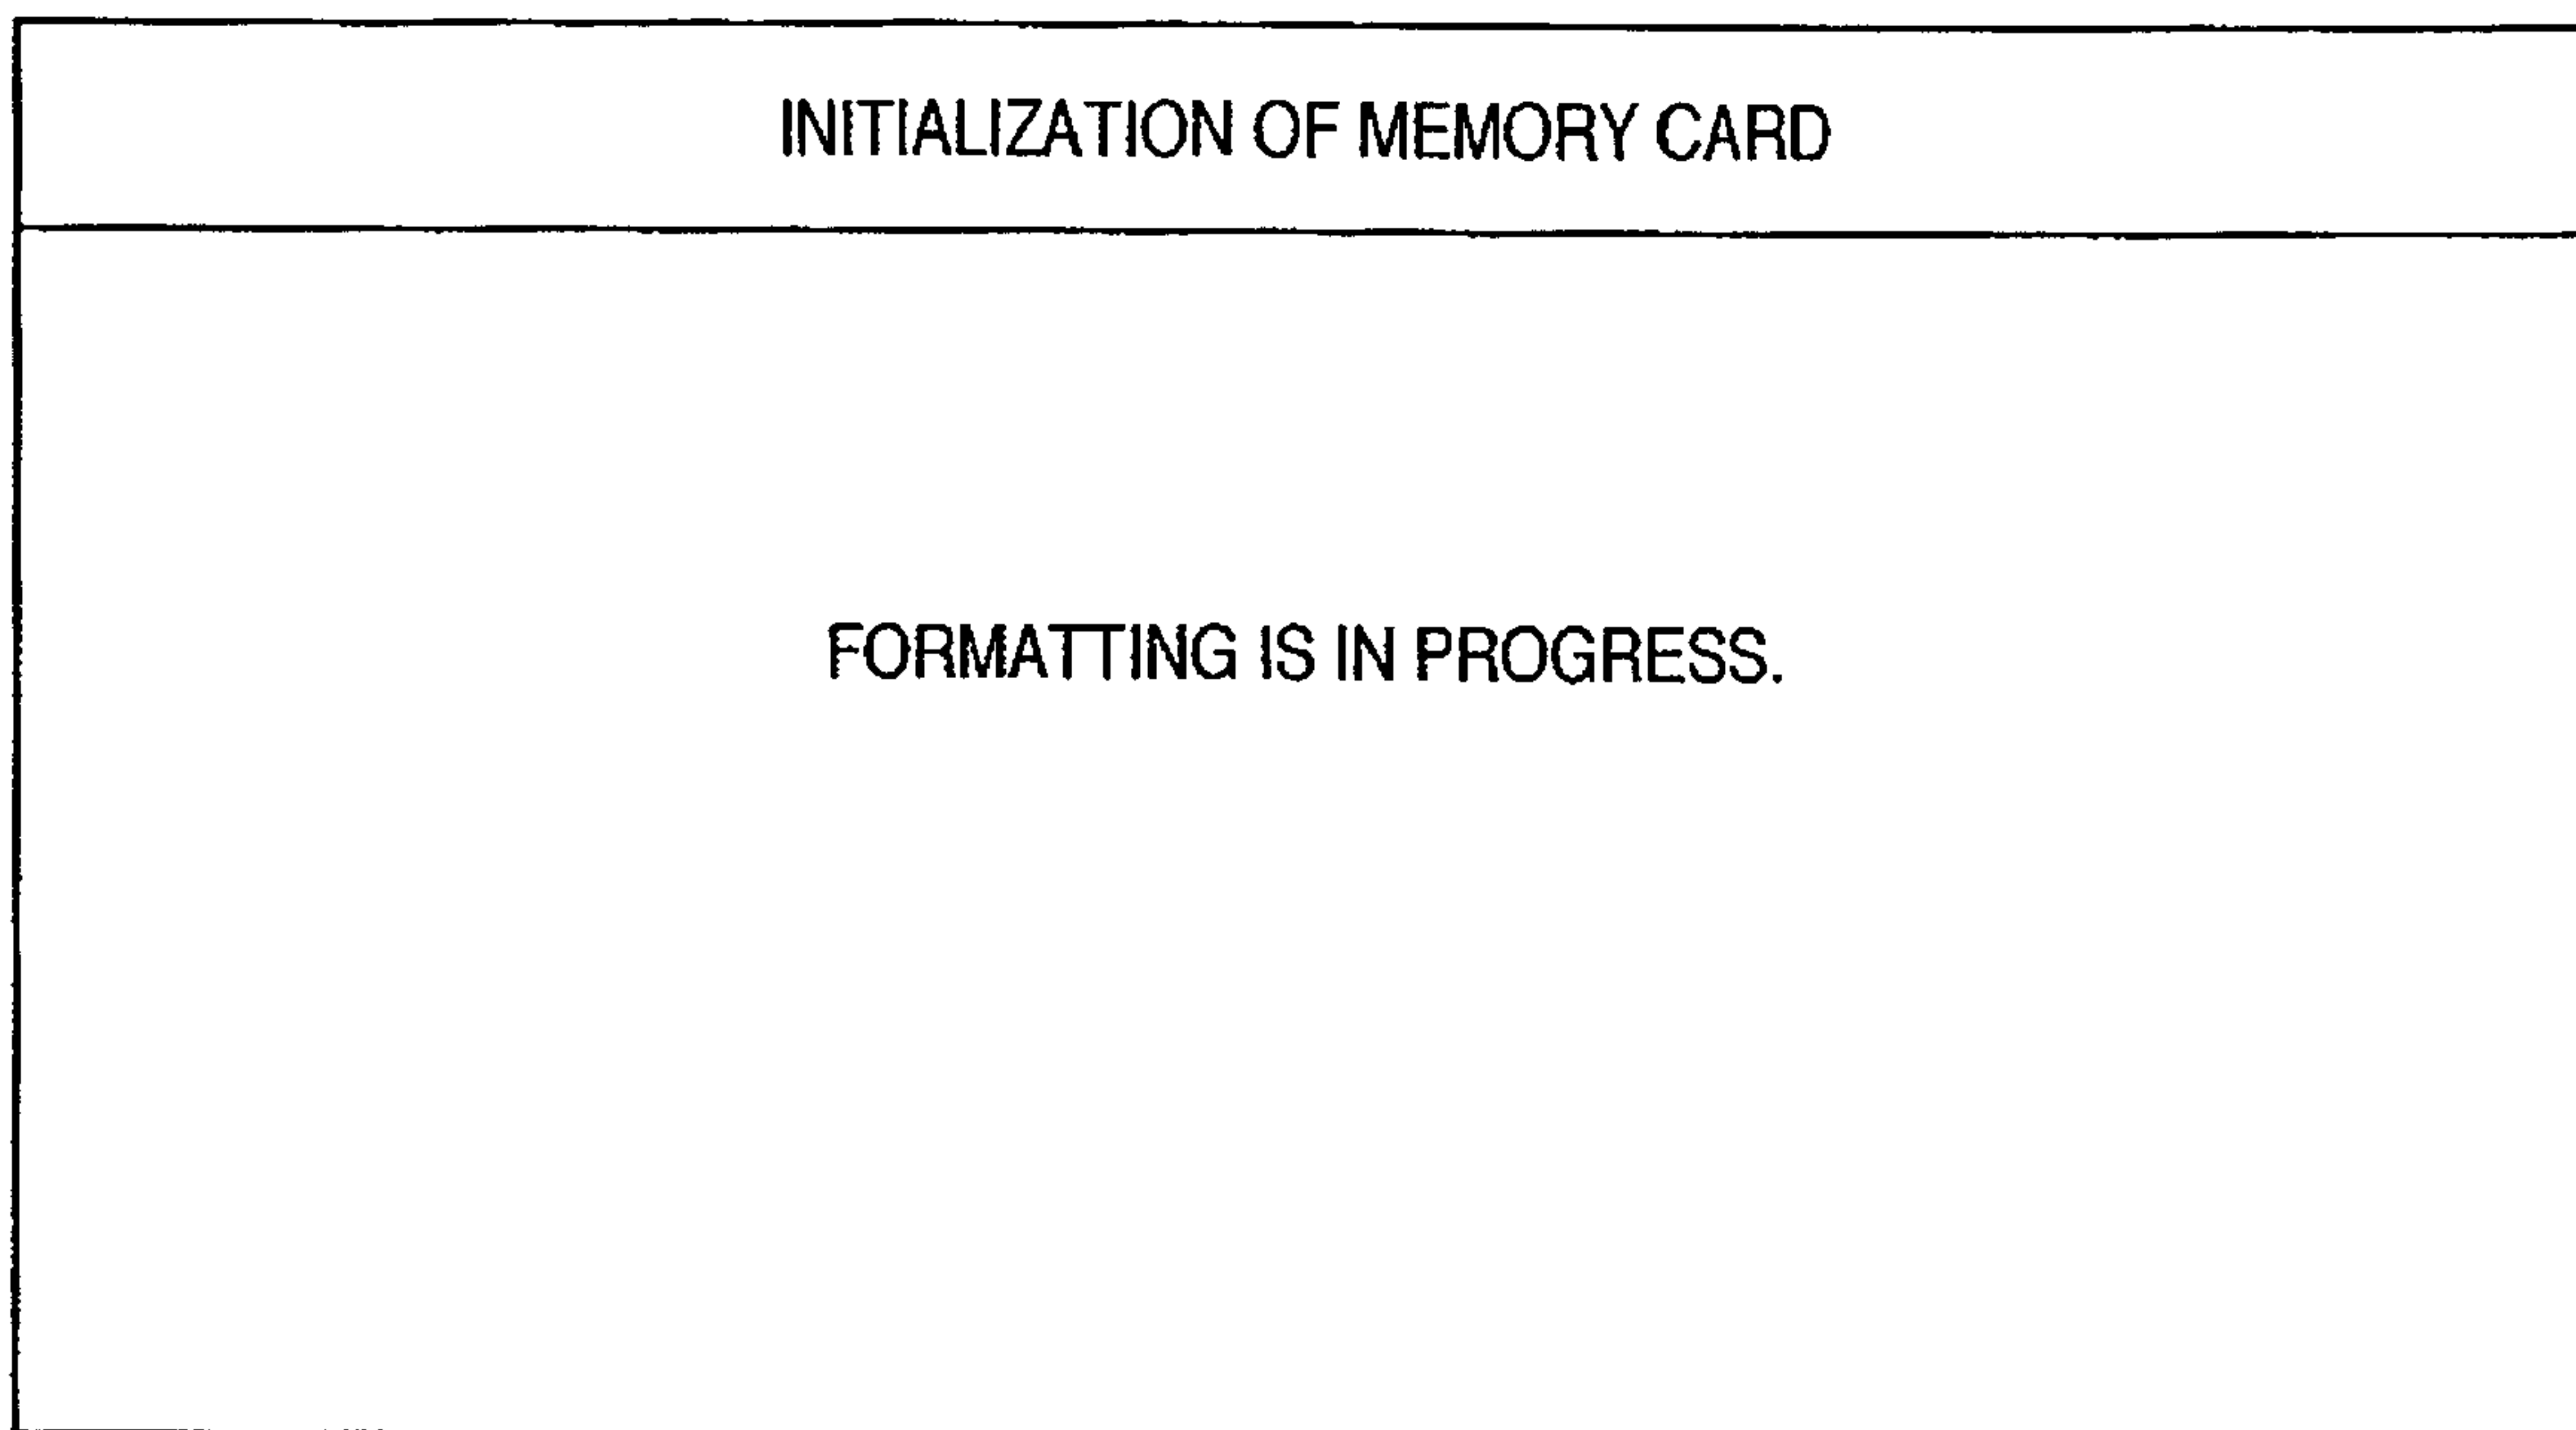 INITIALIZATION OF MEMORY CARD
FORMATTING IS IN PROGRESS.